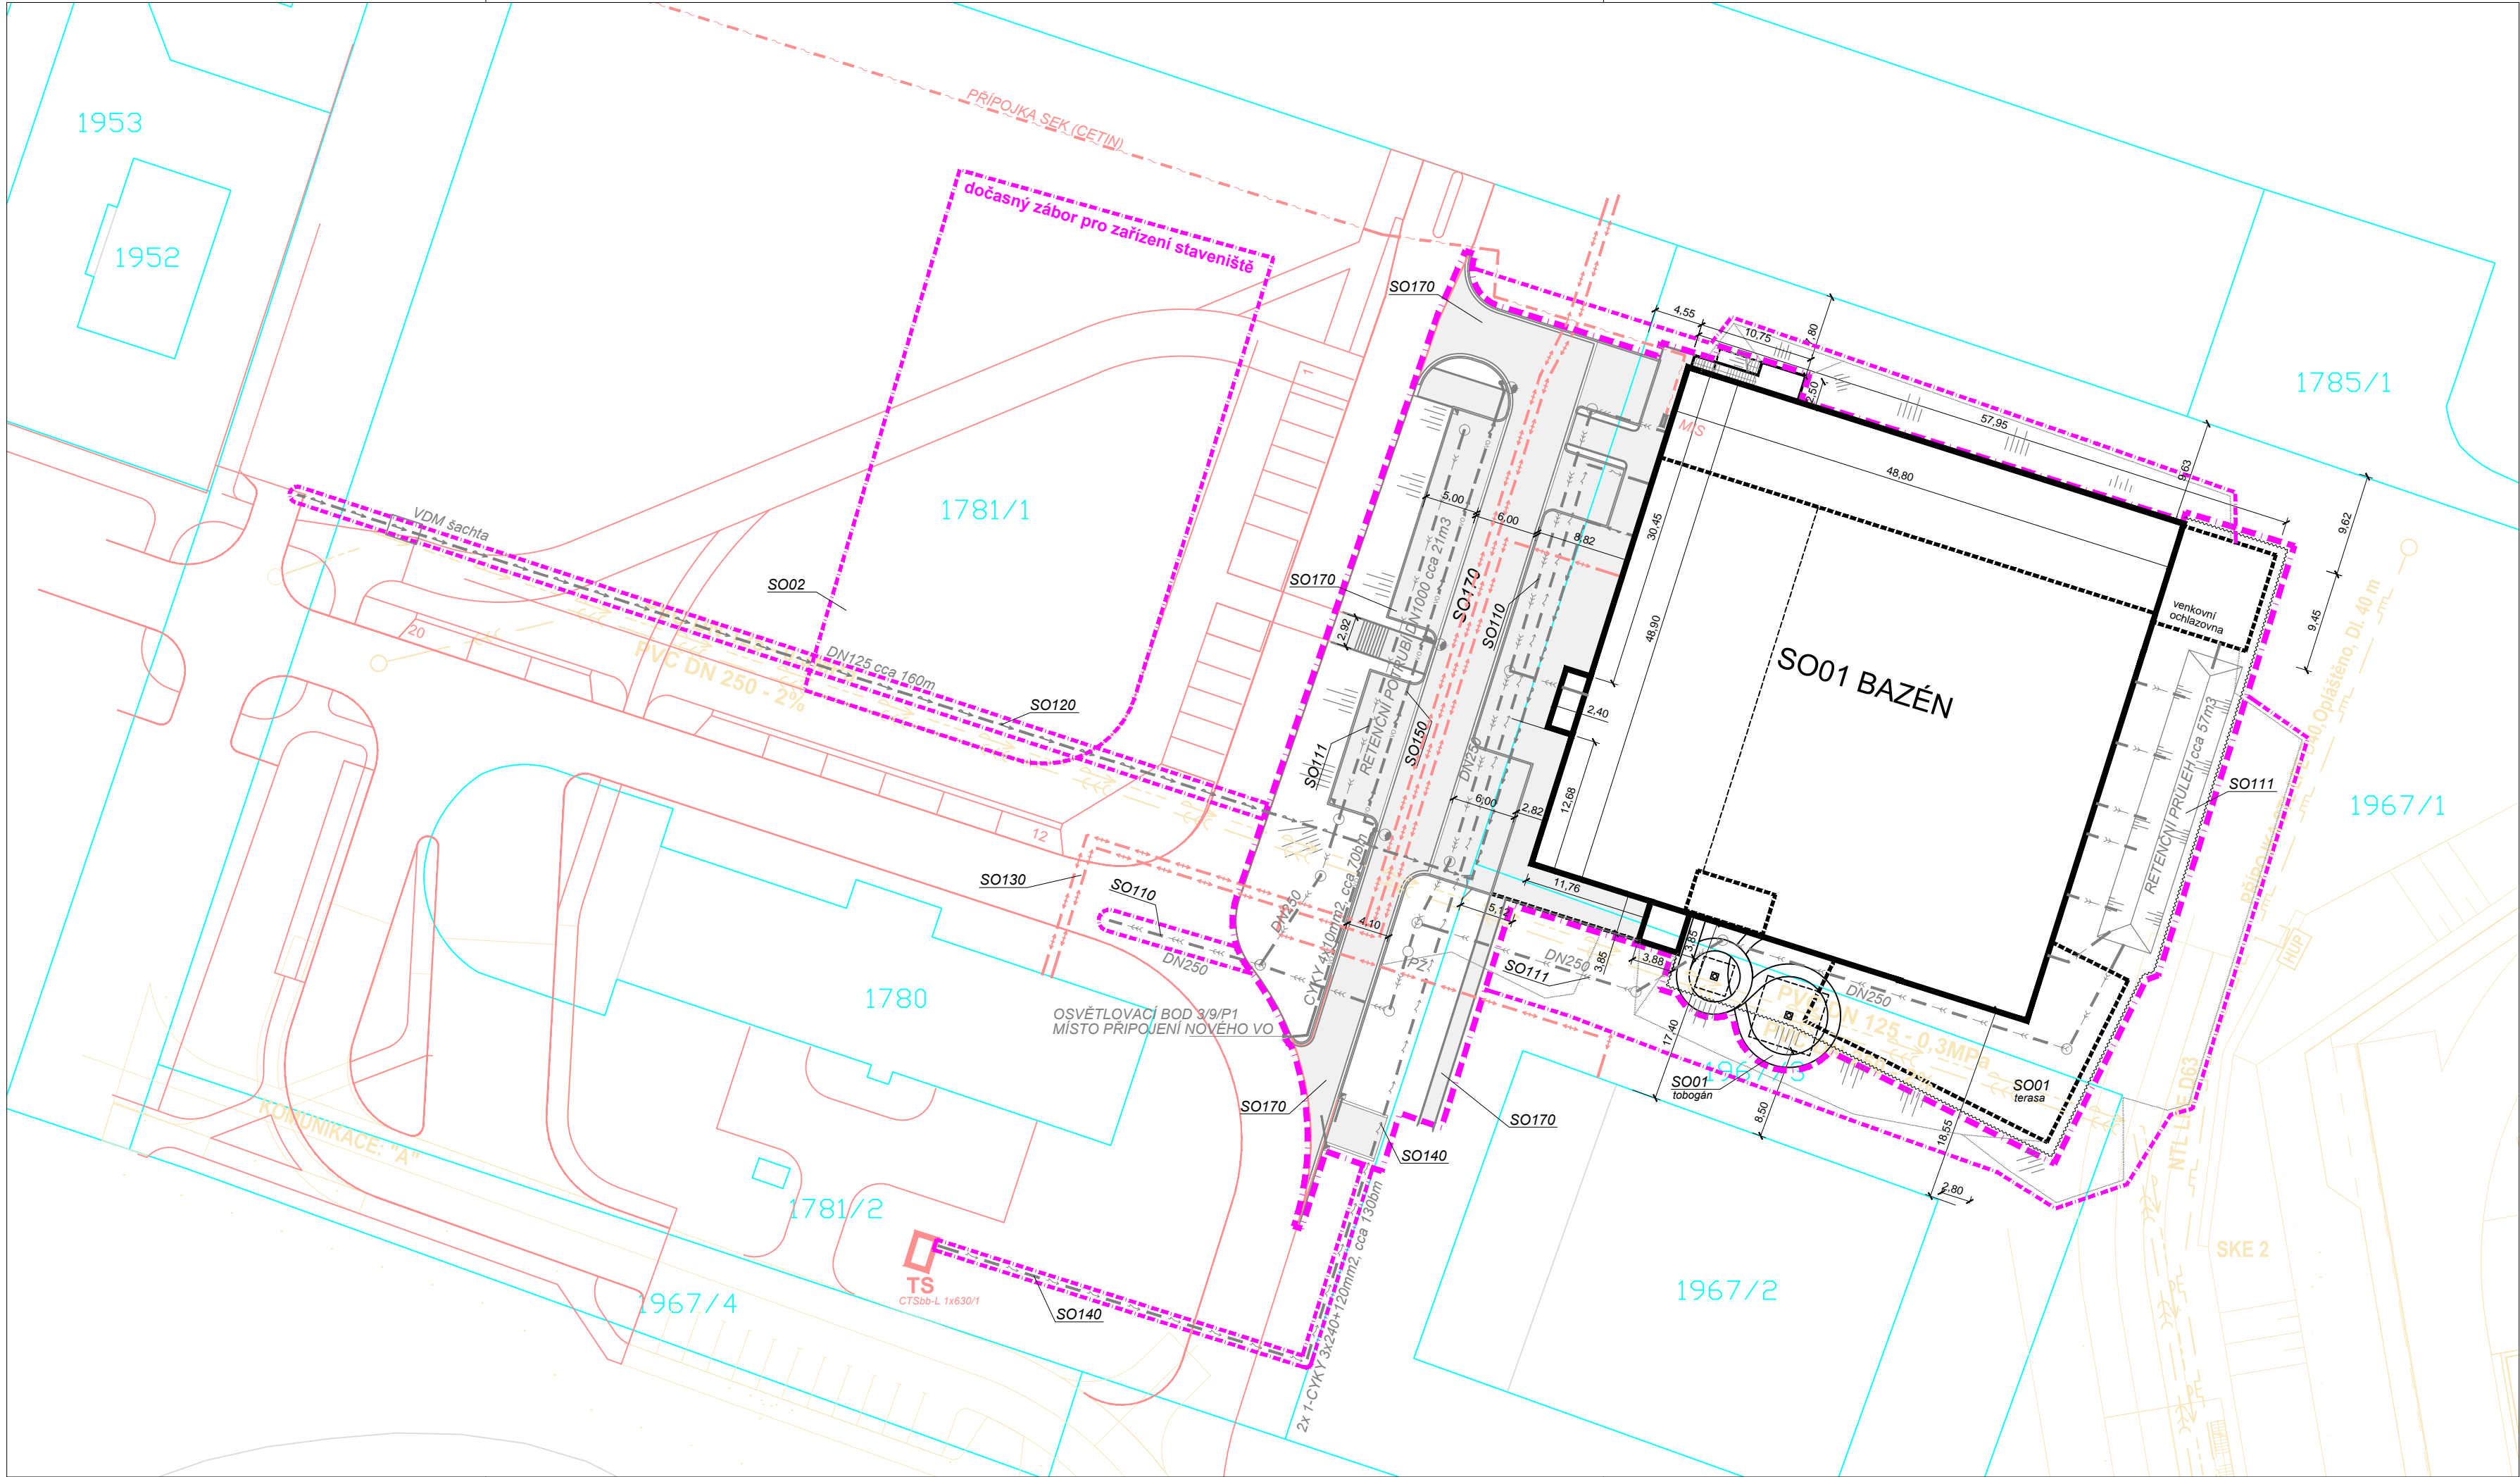 PŘÍPOJKA SEK (CETIN)
1953
1952
dočasný zábor pro zařízení staveniště
SO170
4,55
10,75
2,50
57,95
1785/1
MIS
48,80
9,63
9,62
9,45
1781/1
VDM šachta
5,00
6,00
8,82
30,45
48,90
SO02
SO170
SO170
SO110
RETENČNÍ POTRUBÍ DN1000 cca 21m3
2,92
venkovní
ochlazovna
SO01 BAZÉN
20
PVC DN 250 - 2%
DN125 cca 160m
SO120
1
2,40
SO150
SO111
DN250
12,68
6,00
2,82
RETENČNÍ PRŮLEH cca 57m3
SO111
1967/1
12
SO130
SO110
DN250
DN250
CYKY 4x10mm2, cca 70bm
4,10
11,76
5,12
PZ
SO111
DN250
3,85
3,88
3,85
DN250
HUP
1780
OSVĚTLOVACÍ BOD 3/9/P1
MÍSTO PŘIPOJENÍ NOVÉHO VO
17,40
8,50
18,55
2,80
SO01
tobogán
SO01
terasa
SO170
SO170
SO140
KOMUNIKACE: "A"
1781/2
TS
CTSbb-L 1x630/1
SO140
2x 1-CYKY 3x240+120mm2, cca 130bm
1967/4
1967/2
SKE 2